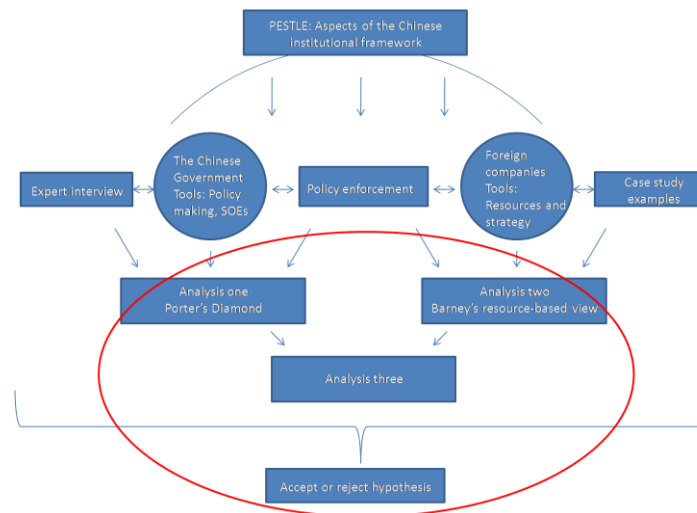 PESTLE: Aspects of the Chinese
institutional framework
The Chinese
Government
Tools: Policy
making, SOEs
Foreign
companies
Tools:
Resources and
strategy
Expert interview
Policy enforcement
Case study
examples
Analysis one
Porter's Diamond
Analysis two
Barney's resource-based view
Analysis three
Accept or reject hypothesis